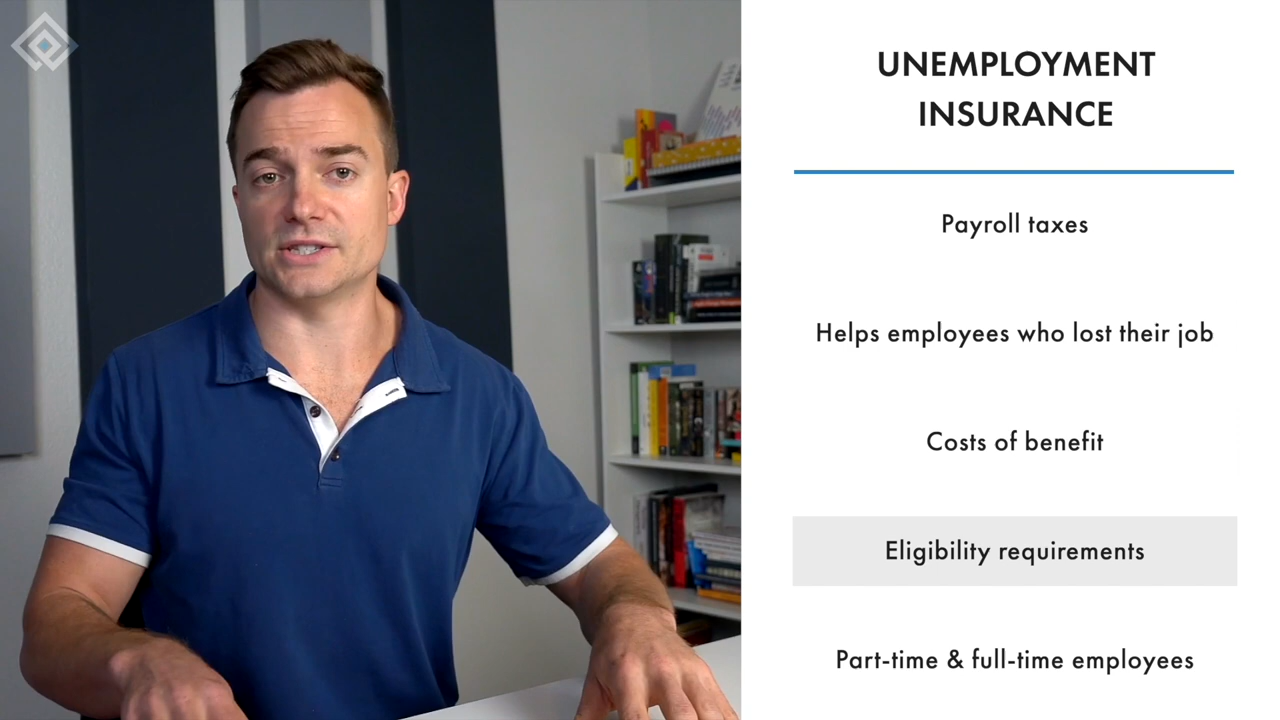 UNEMPLOYMENT
INSURANCE
Payroll taxes
Helps employees who lost their job
Costs of benefit
Eligibility requirements
Part-time & full-time employees